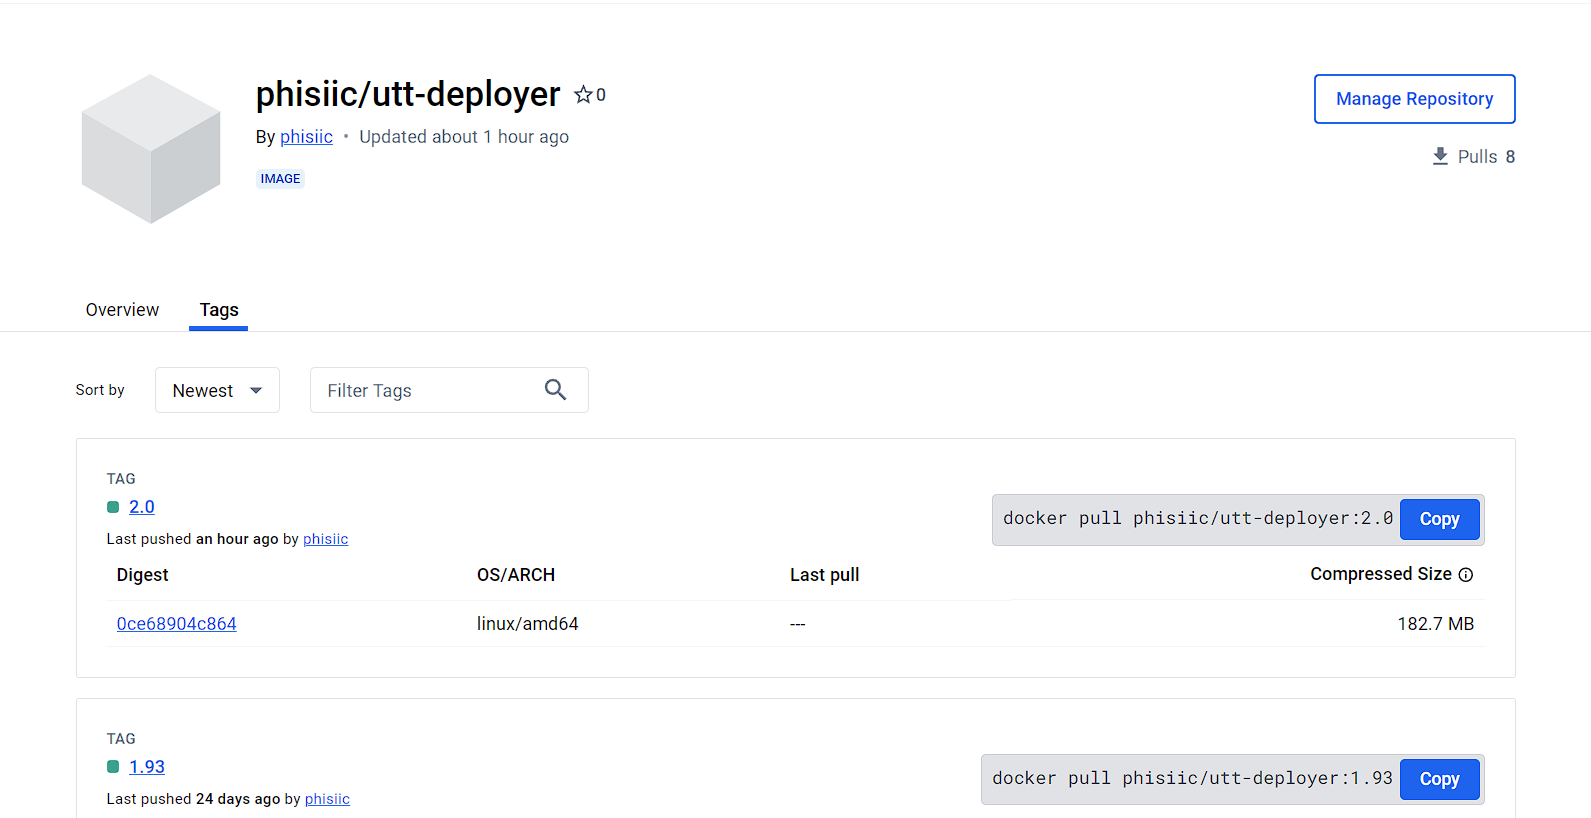 phisiic/utt-deployer 0
Manage Repository
By phisiic • Updated about 1 hour ago
Pulls 8
IMAGE
Overview Tags
Sort by Newest Filter Tags
TAG
2.0
docker pull phisiic/utt-deployer:2.0 Copy
Last pushed an hour ago by phisiic
Digest OS/ARCH Last pull Compressed Size
0ce68904c864 linux/amd64 --- 182.7 MB
TAG
1.93
docker pull phisiic/utt-deployer:1.93 Copy
Last pushed 24 days ago by phisiic